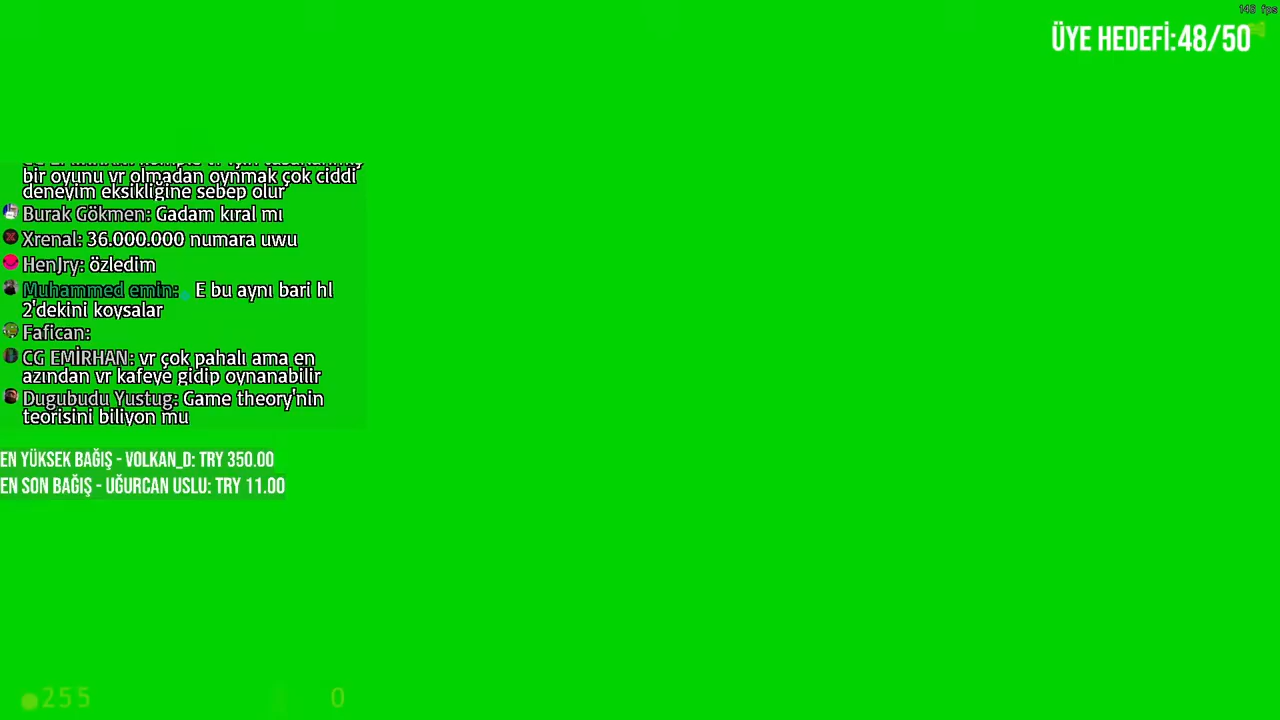 148 fps
ÜYE HEDEFİ:48/50
bir oyunu vr olmadan oynmak çok ciddi
deneyim eksikliğine sebep olur
Burak Gökmen: Gadam kıral mı
Xrenal: 36.000.000 numara uwu
HenJry: özledim
Muhammed emin: E bu aynı bari hl
2'dekini koysalar
Fafican:
CG EMİRHAN: vr çok pahalı ama en
azından vr kafeye gidip oynanabilir
Dugubudu Yustug: Game theory'nin
teorisini biliyon mu
EN YÜKSEK BAĞIŞ - VOLKAN_D: TRY 350.00
EN SON BAĞIŞ - UĞURCAN USLU: TRY 11.00
255 0